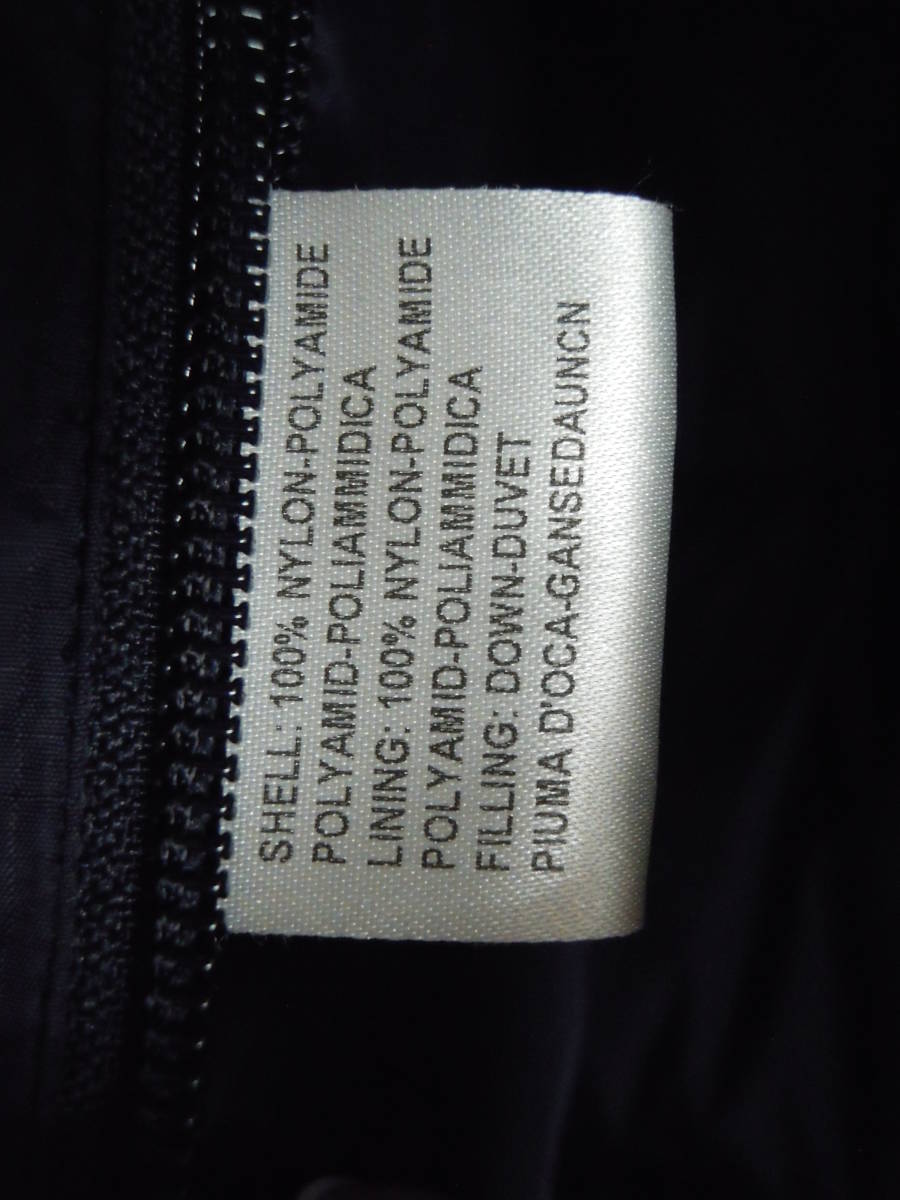 SHELL: 100% NYLON-POLYAMIDE
POLYAMID-POLIAMMIDICA
LINING: 100% NYLON-POLYAMIDE
POLYAMID-POLIAMMIDICA
FILLING: DOWN-DUVET
PIUMA D'OCA-GANSEDAUNCN